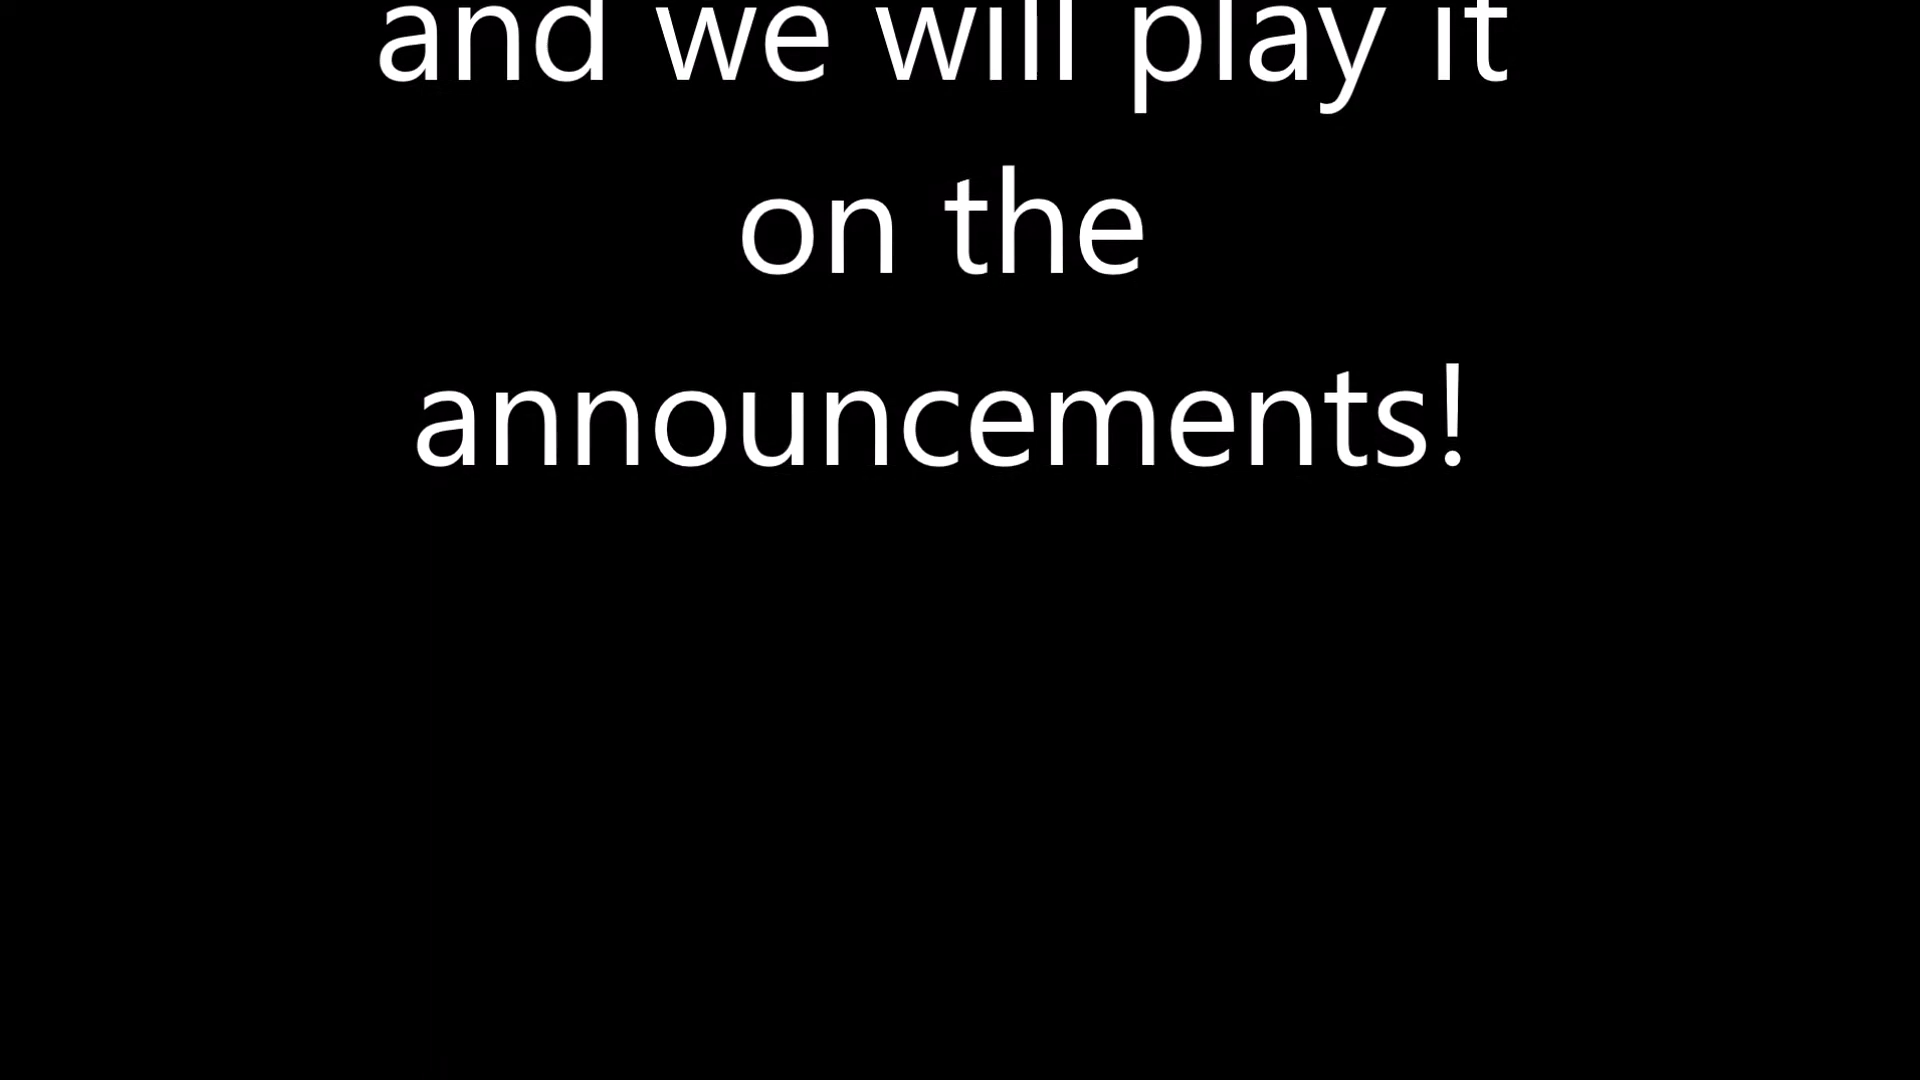 and we will play it
on the
announcements!